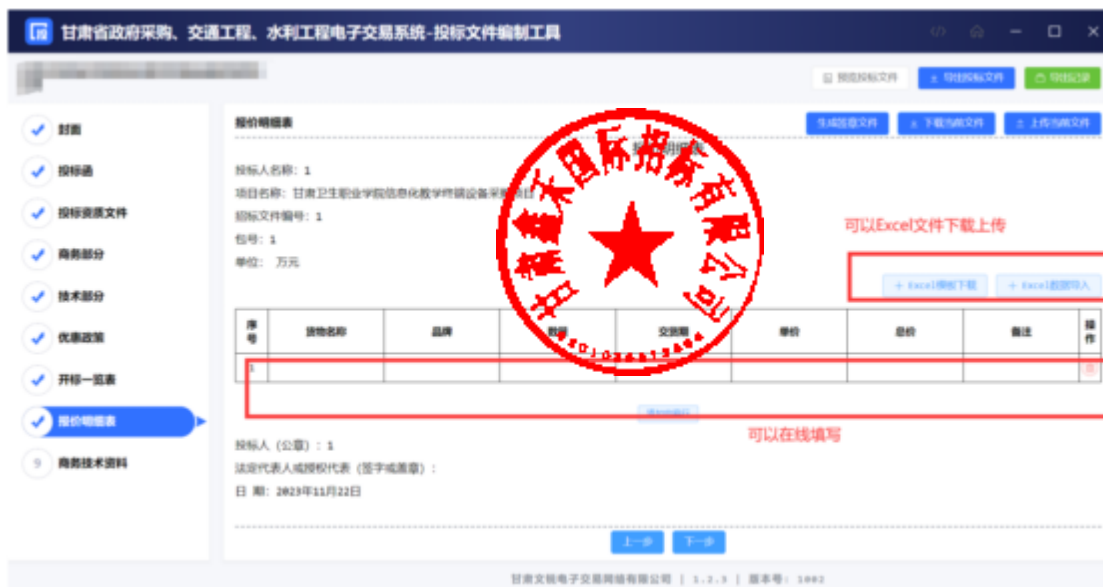 甘肃省政府采购、交通工程、水利工程电子交易系统-投标文件编制工具
预览投标文件 导出投标文件 导出记录
封面
投标函
投标资质文件
商务部分
技术部分
优惠政策
开标一览表
报价明细表
9 商务技术资料
报价明细表
生成签章文件 下载当前文件 上传当前文件
投标人名称: 1
项目名称: 甘肃卫生职业学院信息化教学终端设备采购项目
招标文件编号: 1
包号: 1
单位: 万元
可以Excel文件下载上传
+ Excel模板下载 + Excel数据导入
序号 货物名称 品牌 数量 交货期 单价 总价 备注 操作
1
可以在线填写
投标人 (公章) : 1
法定代表人或授权代表 (签字或盖章) :
日 期: 2023年11月22日
上一步 下一步
甘肃文锐电子交易网络有限公司 | 1.2.3 | 版本号: 1002
甘肃鑫禾国际招标有限公司